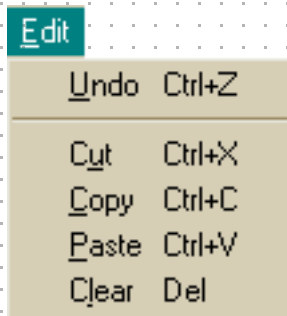 Edit
Undo Ctrl+Z
Cut Ctrl+X
Copy Ctrl+C
Paste Ctrl+V
Clear Del